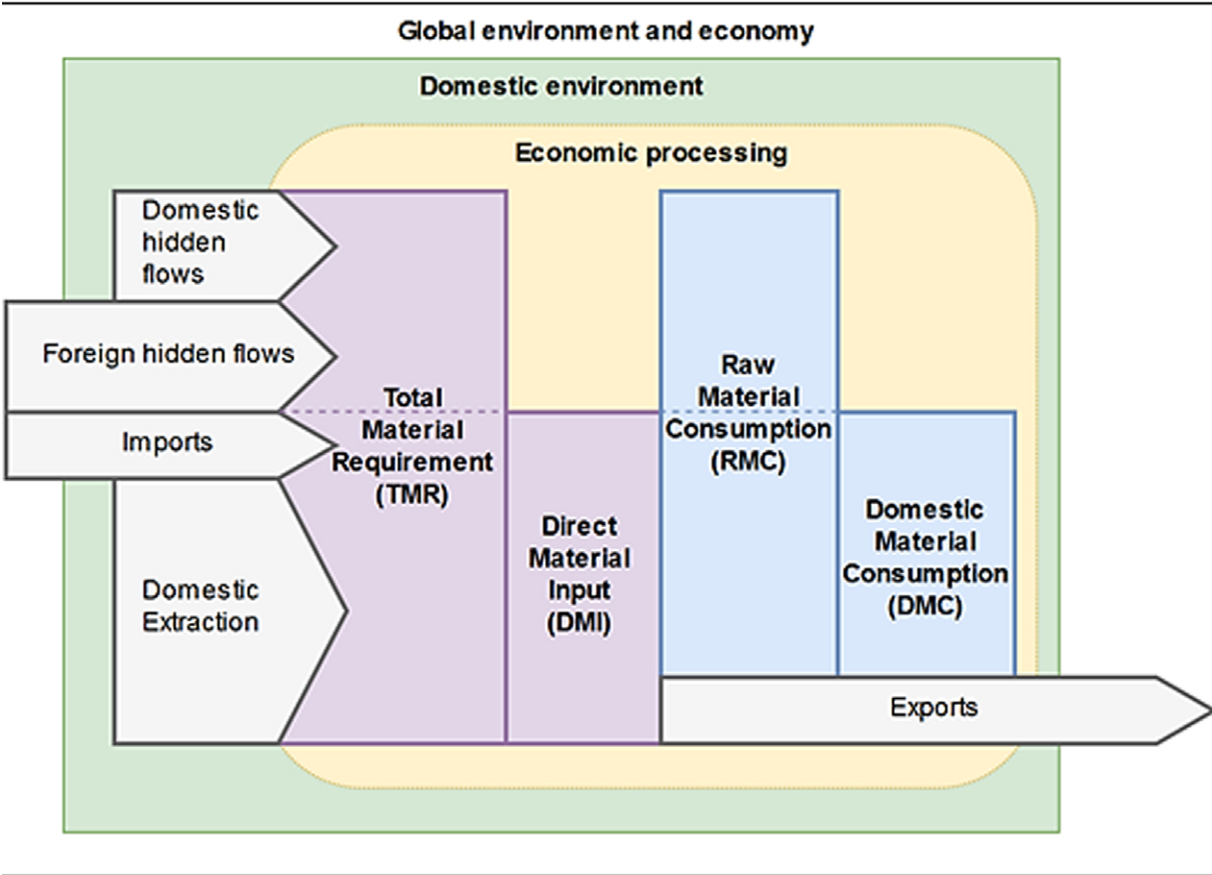 Global environment and economy
Domestic environment
Economic processing
Domestic
hidden
flows
Foreign hidden flows
Imports
Domestic
Extraction
Total
Material
Requirement
(TMR)
Direct
Material
Input
(DMI)
Raw
Material
Consumption
(RMC)
Domestic
Material
Consumption
(DMC)
Exports